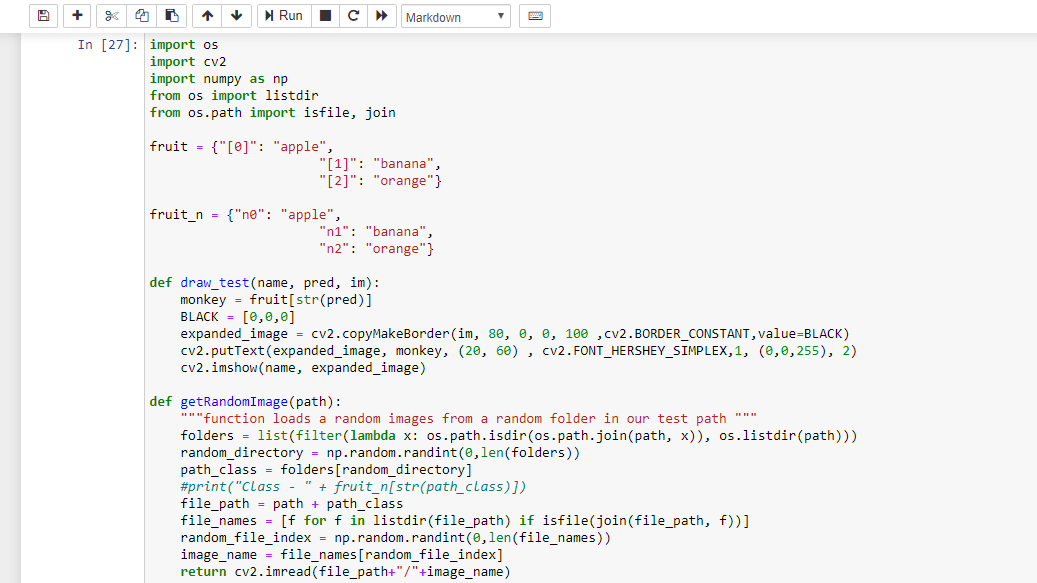 Run
Markdown
In [27]:
import os
import cv2
import numpy as np
from os import listdir
from os.path import isfile, join
fruit = {"[0]": "apple",
"[1]": "banana",
"[2]": "orange"}
fruit_n = {"n0": "apple",
"n1": "banana",
"n2": "orange"}
def draw_test(name, pred, im):
monkey = fruit[str(pred)]
BLACK = [0,0,0]
expanded_image = cv2.copyMakeBorder(im, 80, 0, 0, 100 ,cv2.BORDER_CONSTANT,value=BLACK)
cv2.putText(expanded_image, monkey, (20, 60) , cv2.FONT_HERSHEY_SIMPLEX,1, (0,0,255), 2)
cv2.imshow(name, expanded_image)
def getRandomImage(path):
"""function loads a random images from a random folder in our test path """
folders = list(filter(lambda x: os.path.isdir(os.path.join(path, x)), os.listdir(path)))
random_directory = np.random.randint(0,len(folders))
path_class = folders[random_directory]
#print("Class - " + fruit_n[str(path_class)])
file_path = path + path_class
file_names = [f for f in listdir(file_path) if isfile(join(file_path, f))]
random_file_index = np.random.randint(0,len(file_names))
image_name = file_names[random_file_index]
return cv2.imread(file_path+"/"+image_name)